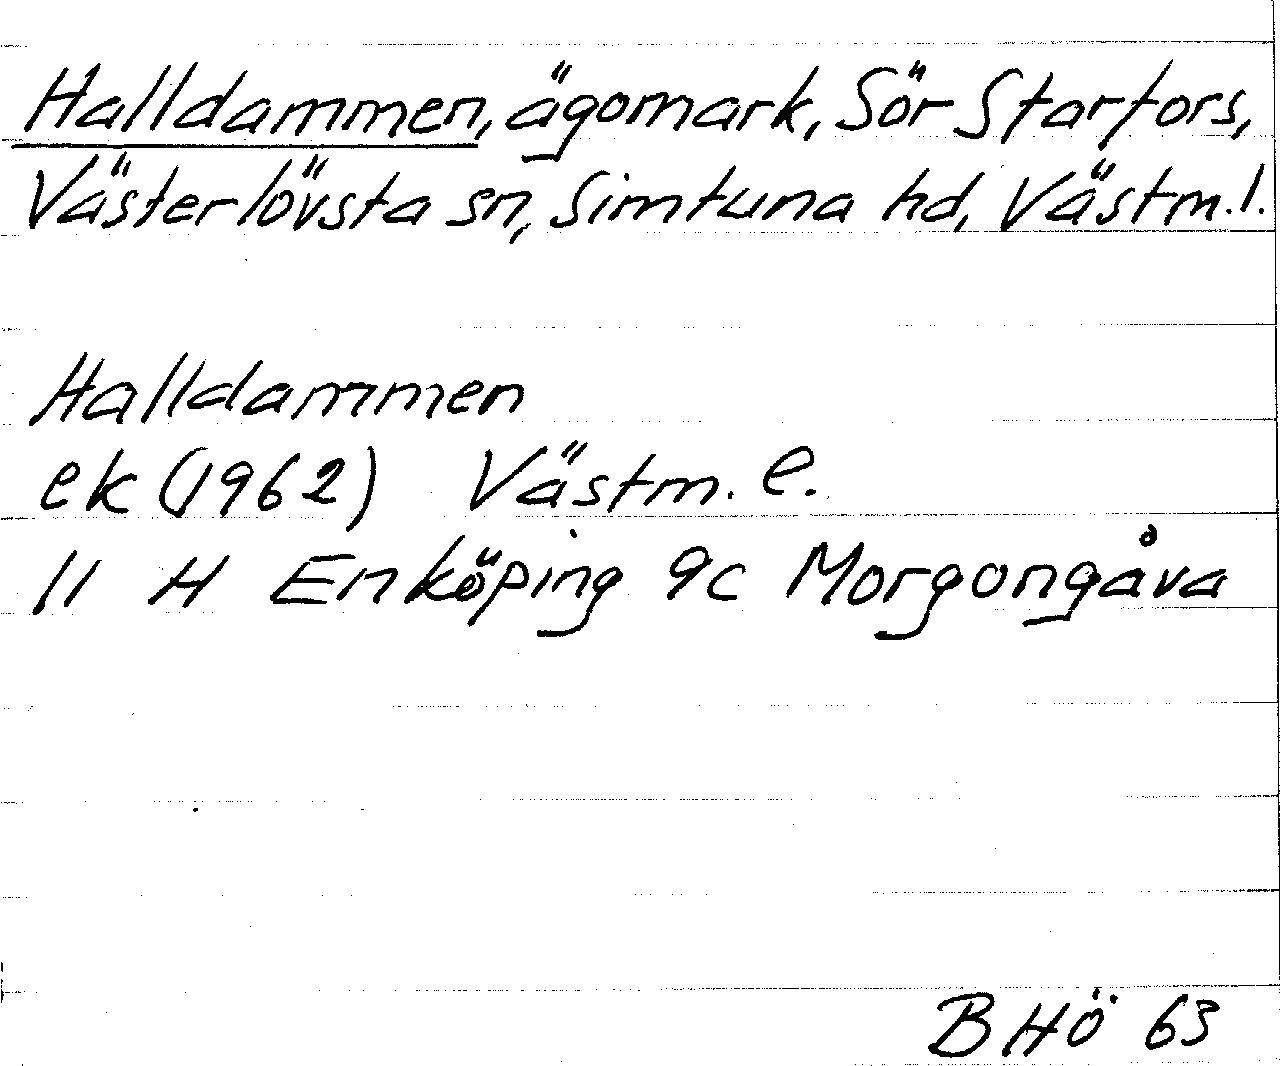 Halldammen, ägomark, Sör Starfors,
Västerlövsta sn, Simtuna hd, Västm.l.
Halldammen
ek (1962) Västm. l.
11 H Enköping 9c Morgongåva
BHÖ 63